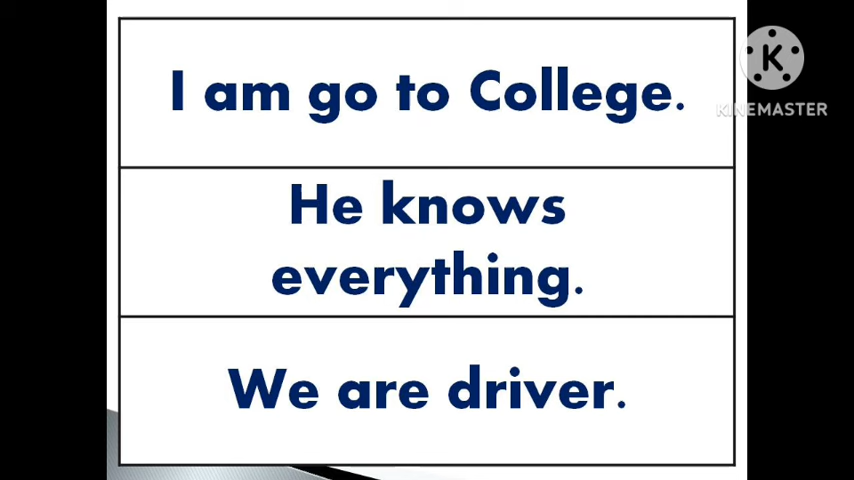 I am go to College.
He knows
everything.
We are driver.
K
KINEMASTER